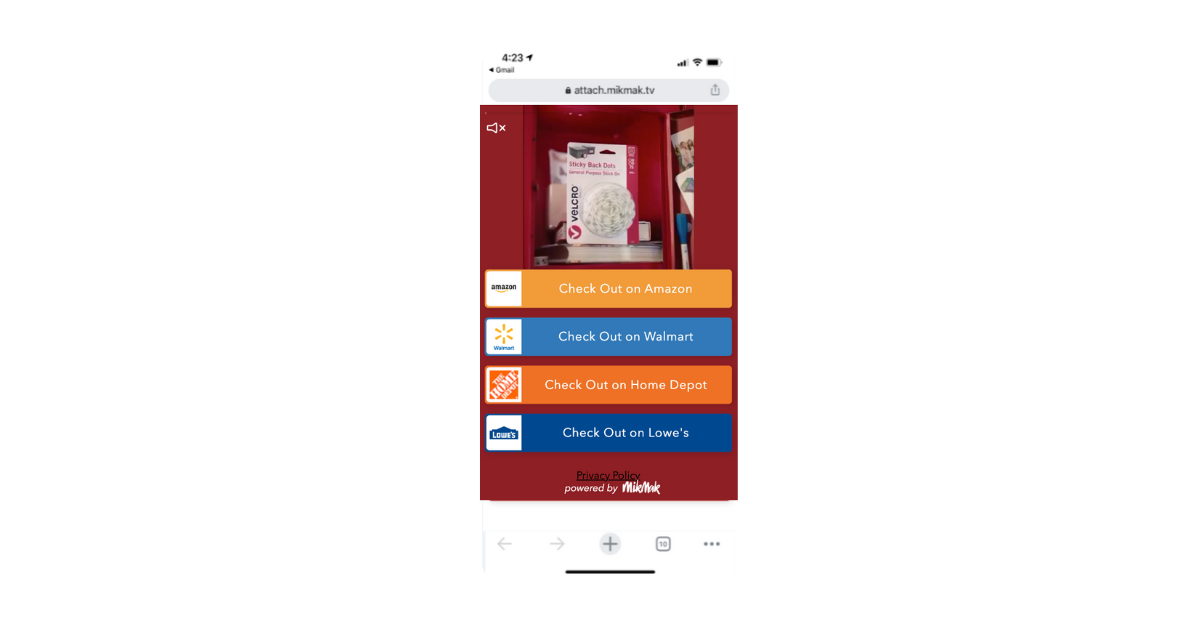 4:23
Gmail
attach.mikmak.tv
Sticky Back Dots
General Purpose Stick On
VELCRO
amazon
Check Out on Amazon
Walmart
Check Out on Walmart
THE HOME DEPOT
Check Out on Home Depot
LOWE'S
Check Out on Lowe's
Privacy Policy
powered by MikMak
10